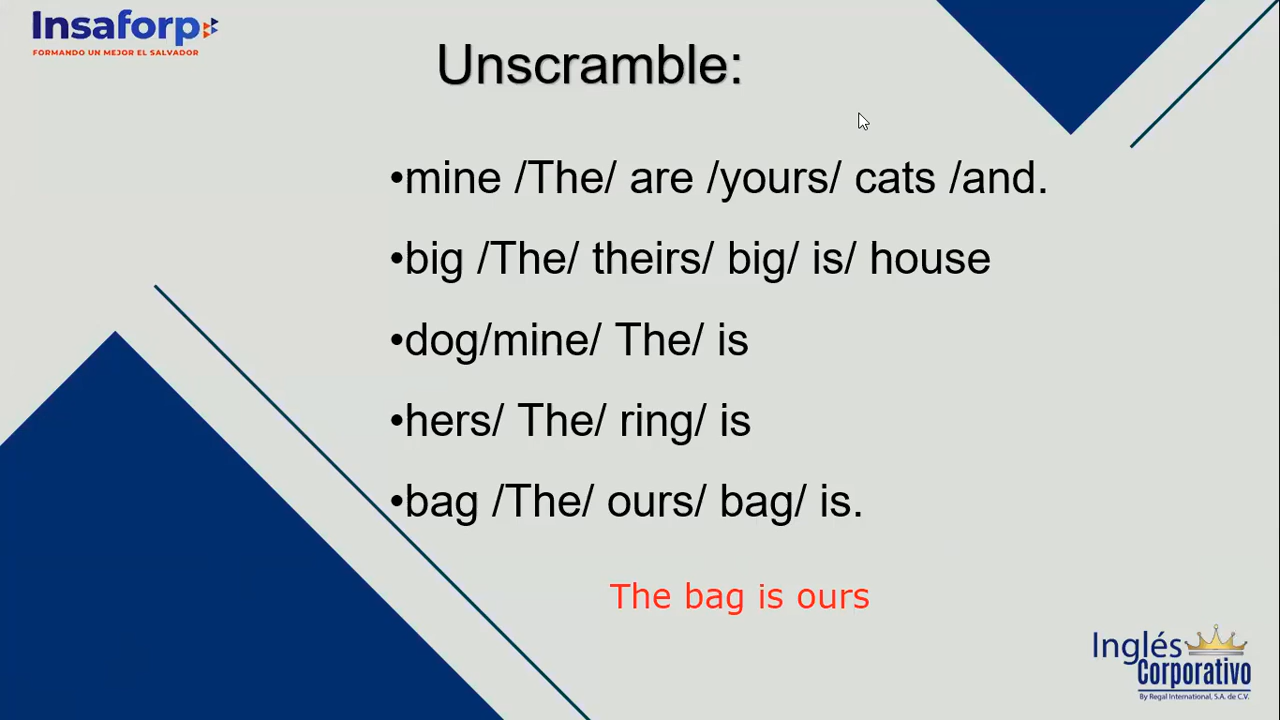 Insaforp
FORMANDO UN MEJOR EL SALVADOR
Unscramble:
•mine /The/ are /yours/ cats /and.
•big /The/ theirs/ big/ is/ house
•dog/mine/ The/ is
•hers/ The/ ring/ is
•bag /The/ ours/ bag/ is.
The bag is ours
Inglés
Corporativo
By Regal International, S.A. de C.V.